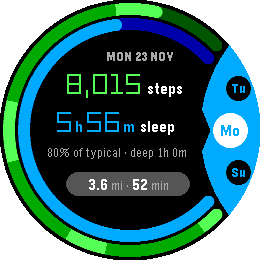 MON 23 NOV
8,015 steps
5h56m sleep
80% of typical · deep 1h 0m
3.6 mi · 52 min
Tu
Mo
Su